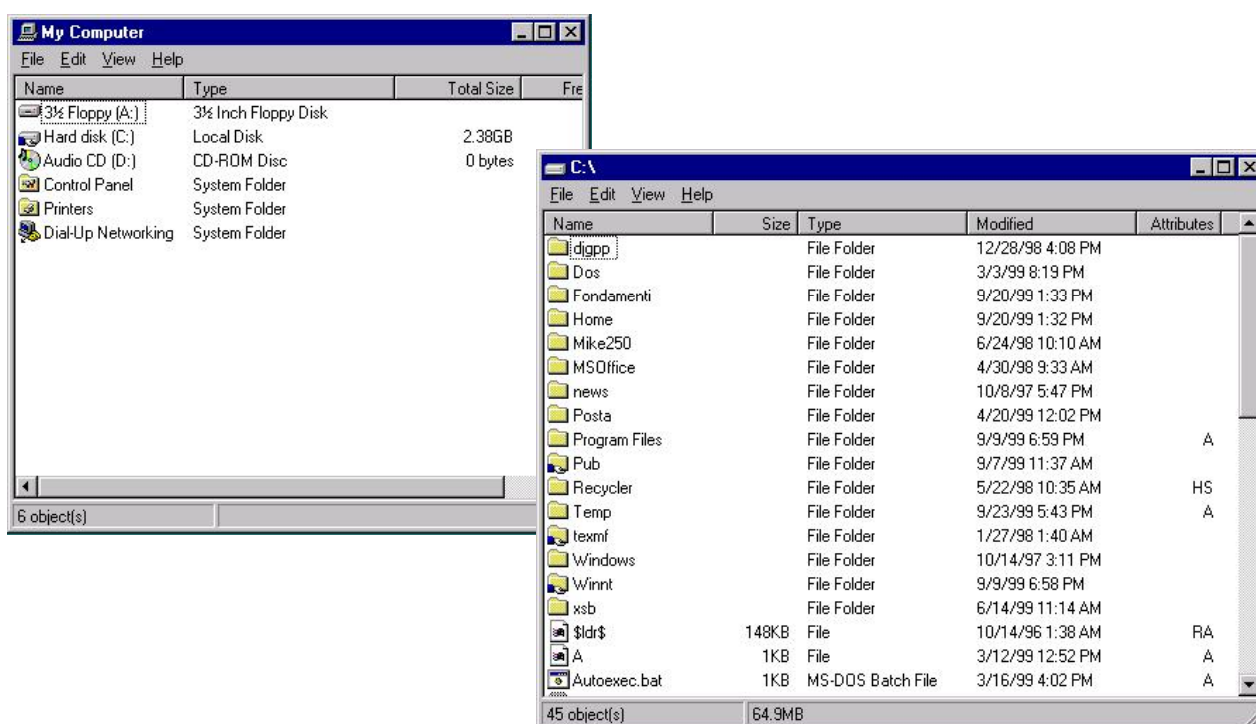 My Computer
File Edit View Help
Name Type Total Size Fre
3½ Floppy (A:) 3½ Inch Floppy Disk
Hard disk (C:) Local Disk 2.38GB
Audio CD (D:) CD-ROM Disc 0 bytes
Control Panel System Folder
Printers System Folder
Dial-Up Networking System Folder
6 object(s)
C:\
File Edit View Help
Name Size Type Modified Attributes
djgpp File Folder 12/28/98 4:08 PM
Dos File Folder 3/3/99 8:19 PM
Fondamenti File Folder 9/20/99 1:33 PM
Home File Folder 9/20/99 1:32 PM
Mike250 File Folder 6/24/98 10:10 AM
MSOffice File Folder 4/30/98 9:33 AM
news File Folder 10/8/97 5:47 PM
Posta File Folder 4/20/99 12:02 PM
Program Files File Folder 9/9/99 6:59 PM A
Pub File Folder 9/7/99 11:37 AM
Recycler File Folder 5/22/98 10:35 AM HS
Temp File Folder 9/23/99 5:43 PM A
texmf File Folder 1/27/98 1:40 AM
Windows File Folder 10/14/97 3:11 PM
Winnt File Folder 9/9/99 6:58 PM
xsb File Folder 6/14/99 11:14 AM
$ldr$ 148KB File 10/14/96 1:38 AM RA
A 1KB File 3/12/99 12:52 PM A
Autoexec.bat 1KB MS-DOS Batch File 3/16/99 4:02 PM A
45 object(s) 64.9MB